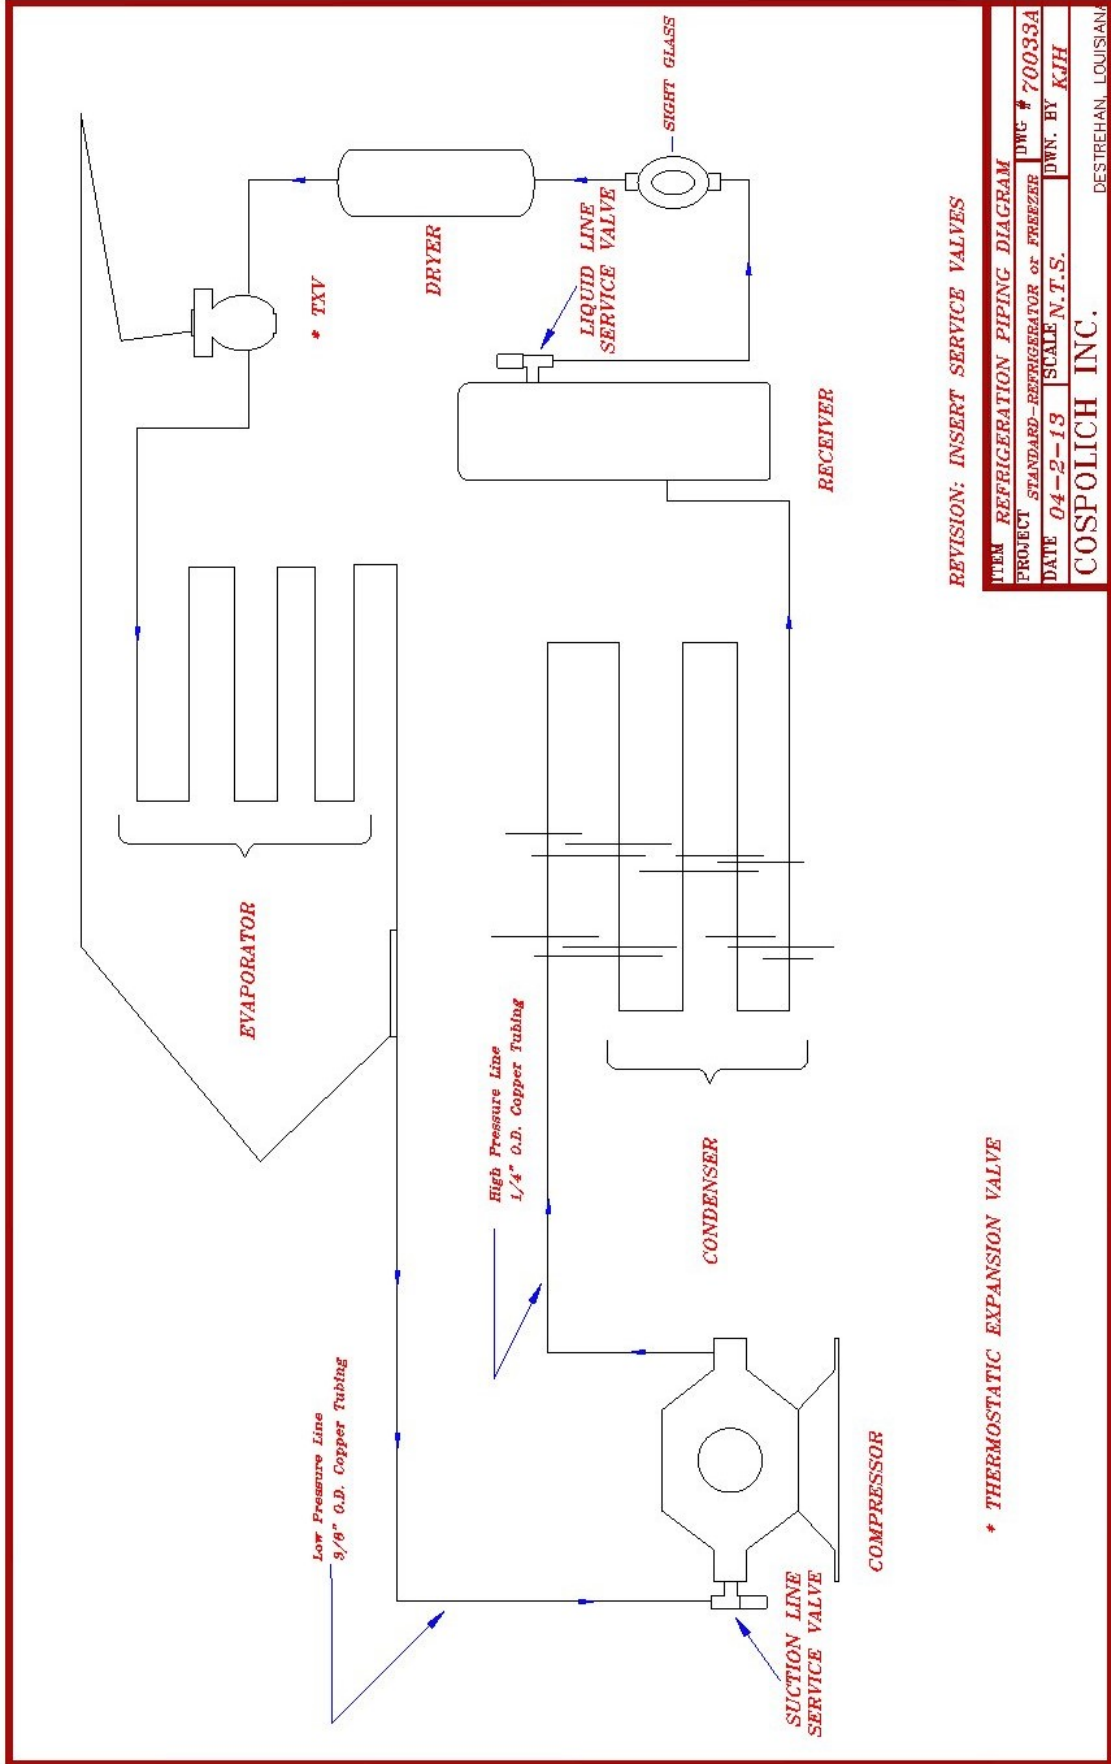 Low Pressure Line
3/8" O.D. Copper Tubing
EVAPORATOR
* TXV
DRYER
SIGHT GLASS
LIQUID LINE
SERVICE VALVE
High Pressure Line
1/4" O.D. Copper Tubing
RECEIVER
CONDENSER
SUCTION LINE
SERVICE VALVE
COMPRESSOR
* THERMOSTATIC EXPANSION VALVE
REVISION: INSERT SERVICE VALVES
ITEM REFRIGERATION PIPING DIAGRAM
PROJECT STANDARD-REFRIGERATOR or FREEZER DWG # 70033A
DATE 04-2-13 SCALE N.T.S. DWN. BY KJH
COSPOLICH INC.
DESTREHAN, LOUISIANA